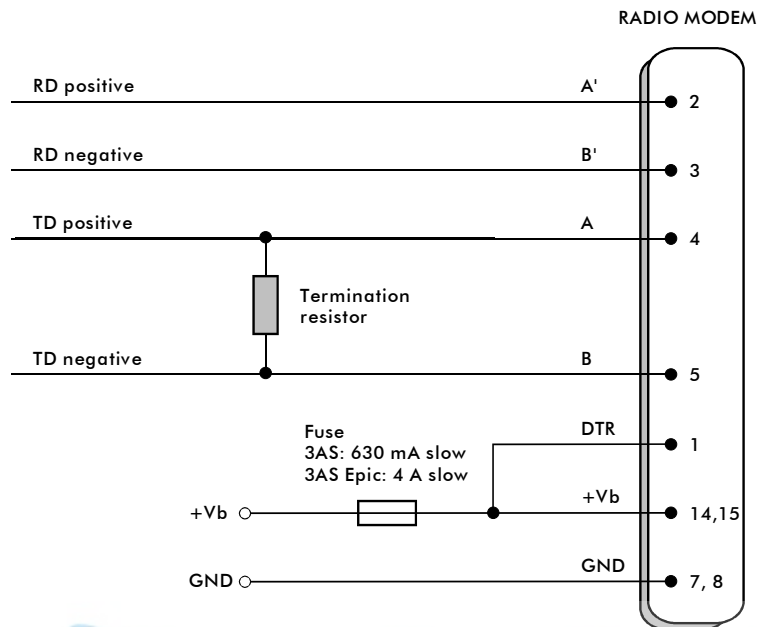 RADIO MODEM
RD positive A' 2
RD negative B' 3
TD positive A 4
Termination
resistor
TD negative B 5
Fuse
3AS: 630 mA slow
3AS Epic: 4 A slow
DTR 1
+Vb +Vb 14,15
GND GND 7, 8